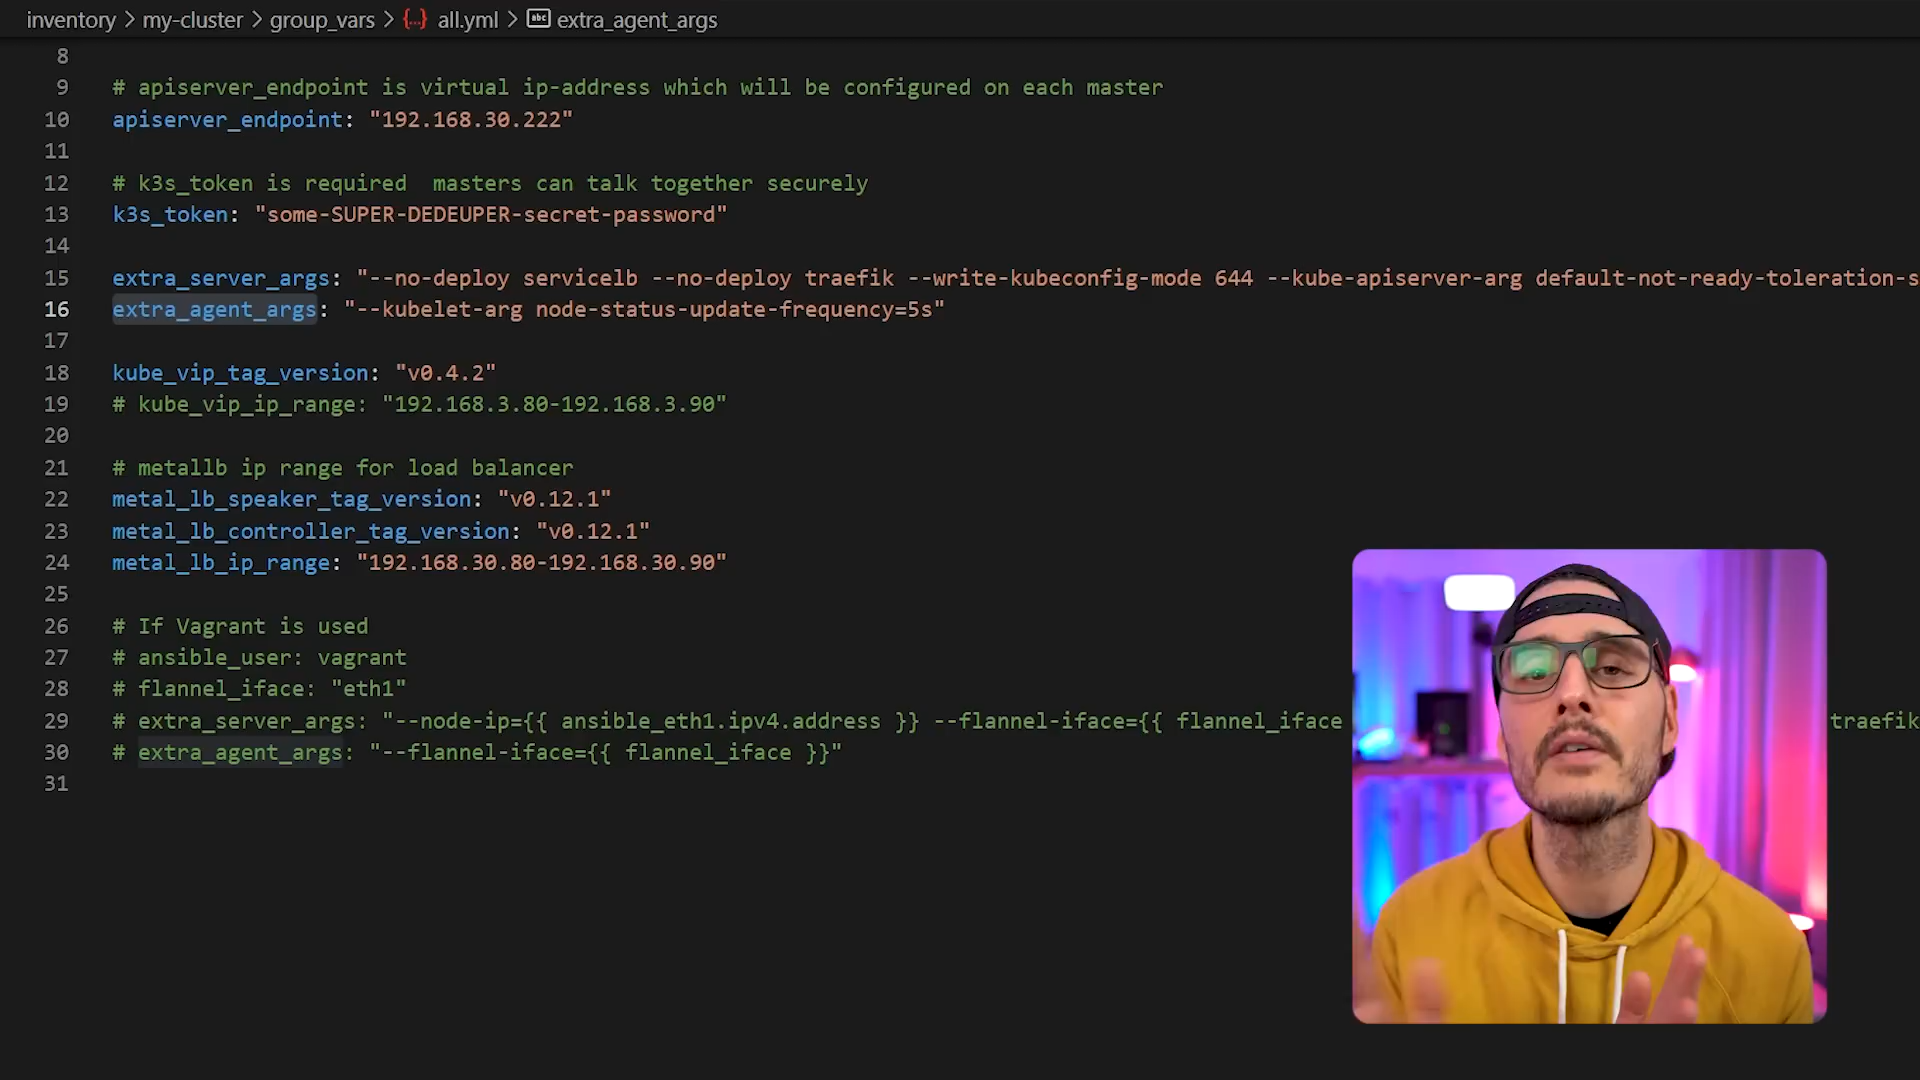 inventory > my-cluster > group_vars > {...} all.yml > abc extra_agent_args
8
9 # apiserver_endpoint is virtual ip-address which will be configured on each master
10 apiserver_endpoint: "192.168.30.222"
11
12 # k3s_token is required  masters can talk together securely
13 k3s_token: "some-SUPER-DEDEUPER-secret-password"
14
15 extra_server_args: "--no-deploy servicelb --no-deploy traefik --write-kubeconfig-mode 644 --kube-apiserver-arg default-not-ready-toleration-s
16 extra_agent_args: "--kubelet-arg node-status-update-frequency=5s"
17
18 kube_vip_tag_version: "v0.4.2"
19 # kube_vip_ip_range: "192.168.3.80-192.168.3.90"
20
21 # metallb ip range for load balancer
22 metal_lb_speaker_tag_version: "v0.12.1"
23 metal_lb_controller_tag_version: "v0.12.1"
24 metal_lb_ip_range: "192.168.30.80-192.168.30.90"
25
26 # If Vagrant is used
27 # ansible_user: vagrant
28 # flannel_iface: "eth1"
29 # extra_server_args: "--node-ip={{ ansible_eth1.ipv4.address }} --flannel-iface={{ flannel_iface traefik
30 # extra_agent_args: "--flannel-iface={{ flannel_iface }}"
31